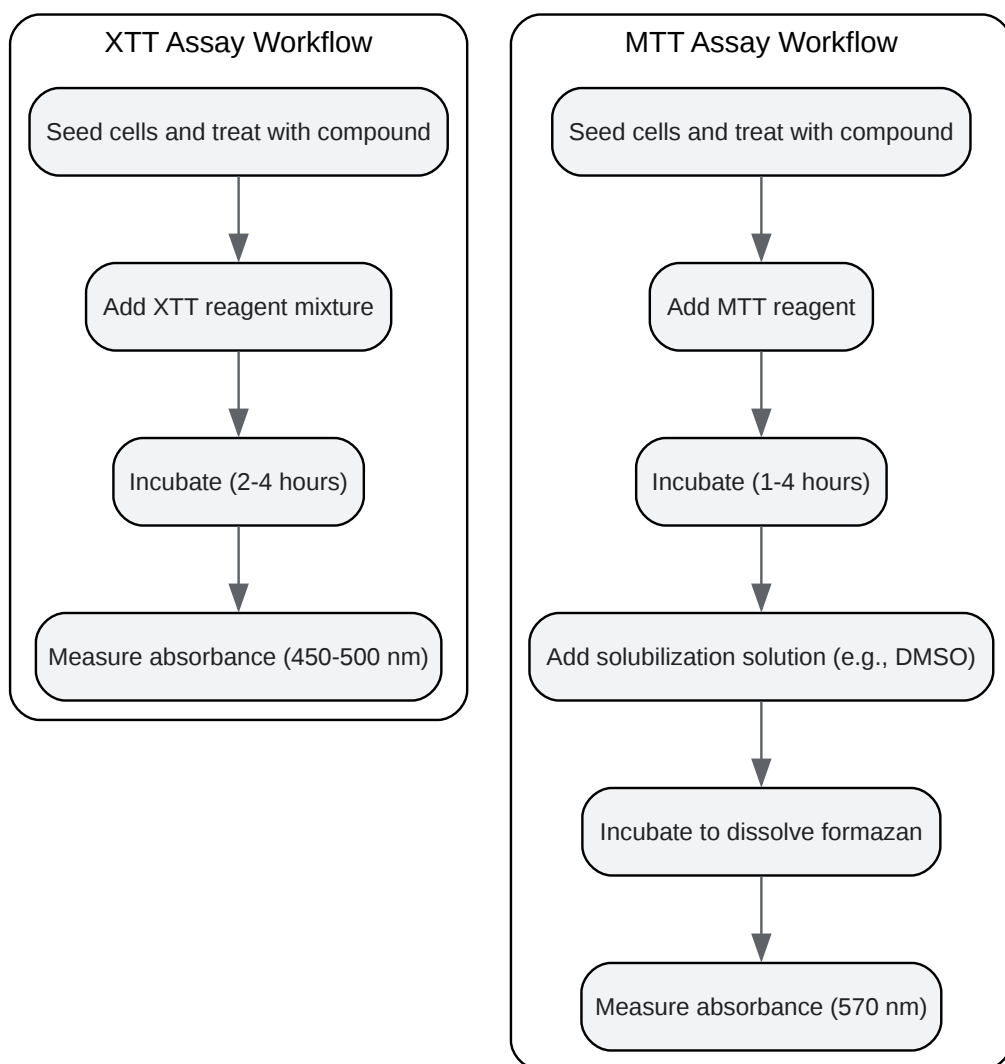 XTT Assay Workflow
Seed cells and treat with compound
Add XTT reagent mixture
Incubate (2-4 hours)
Measure absorbance (450-500 nm)
MTT Assay Workflow
Seed cells and treat with compound
Add MTT reagent
Incubate (1-4 hours)
Add solubilization solution (e.g., DMSO)
Incubate to dissolve formazan
Measure absorbance (570 nm)